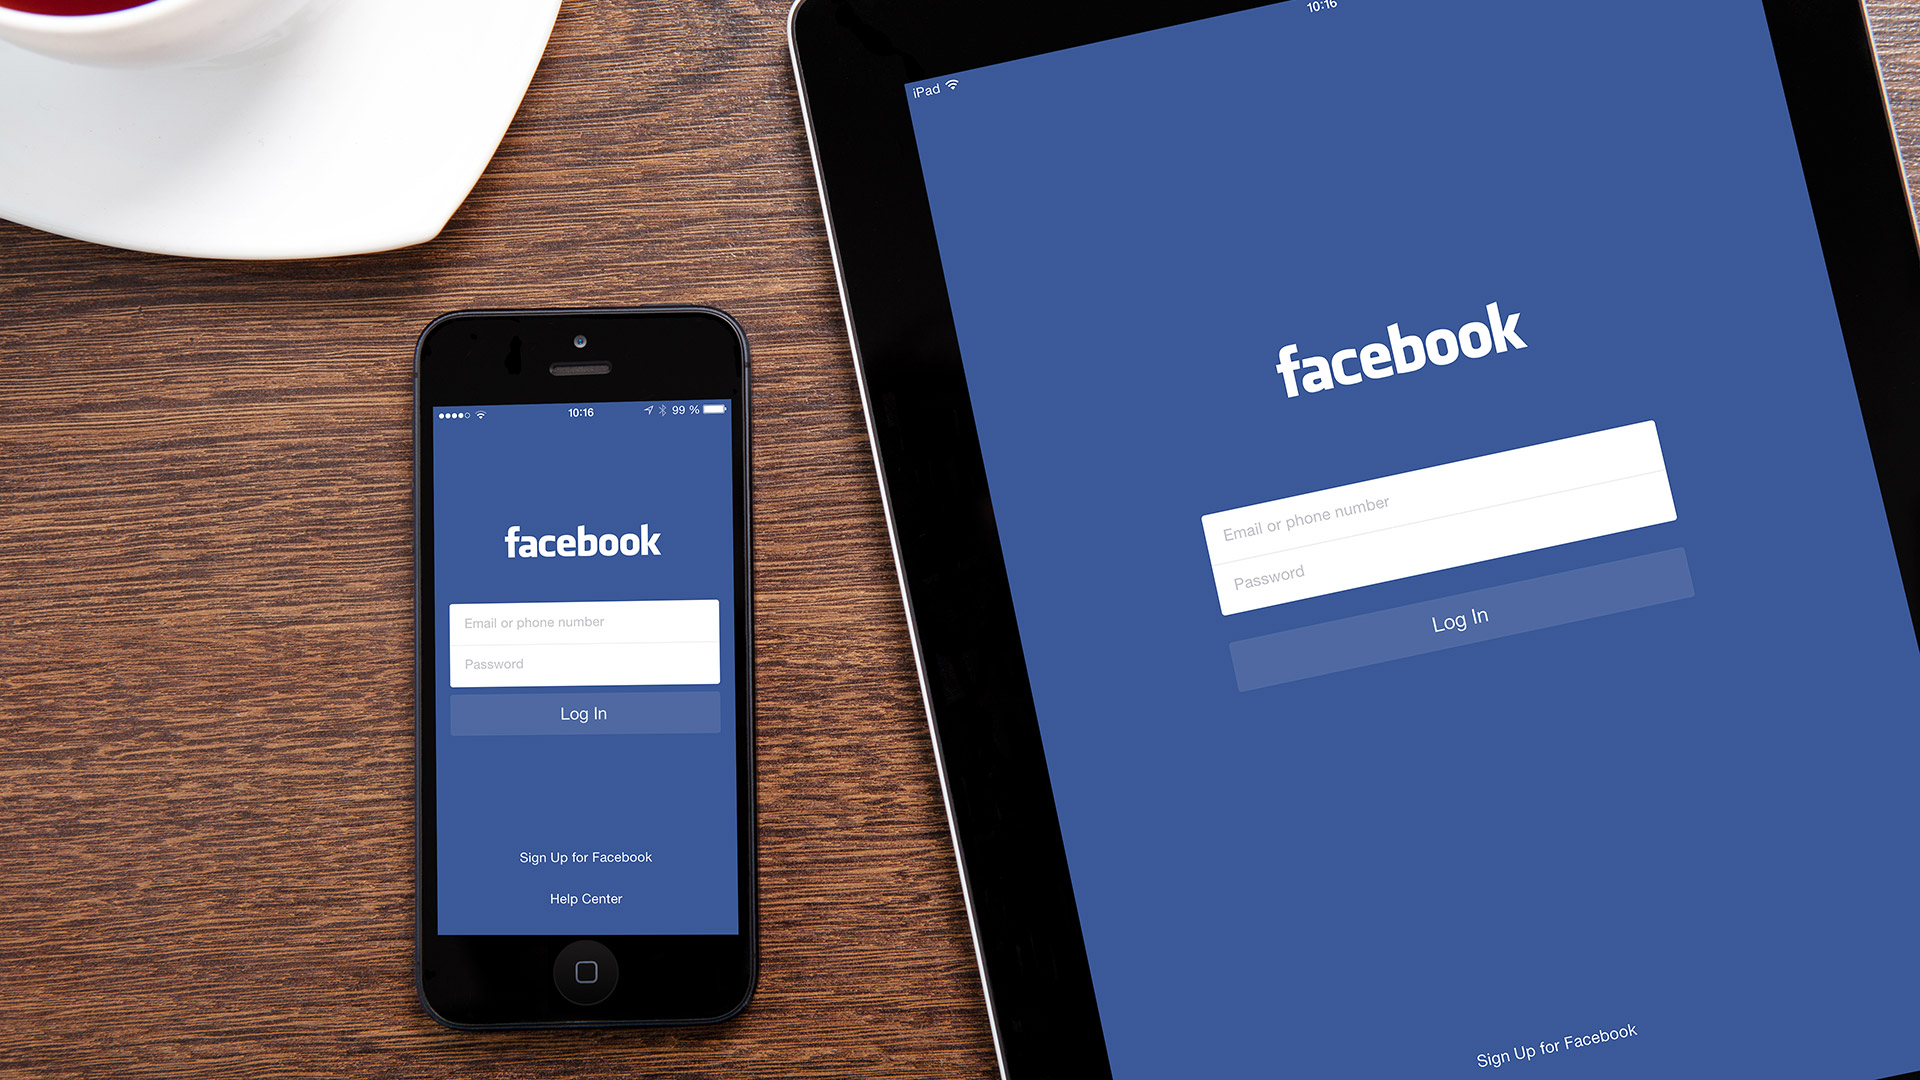 10:16
99 %
facebook
Email or phone number
Password
Log In
Sign Up for Facebook
Help Center
10:16
iPad
facebook
Email or phone number
Password
Log In
Sign Up for Facebook